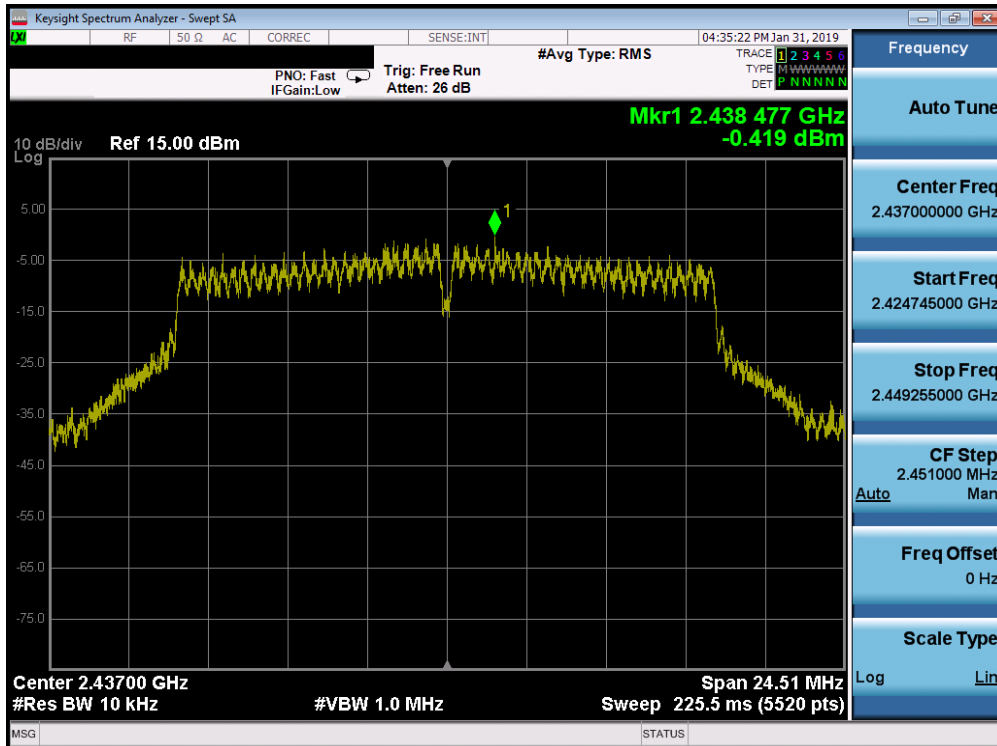 Keysight Spectrum Analyzer - Swept SA
LXI RF 50 Ω AC CORREC SENSE:INT 04:35:22 PM Jan 31, 2019
#Avg Type: RMS
TRACE 1 2 3 4 5 6
TYPE M W W W W W
DET P N N N N N
PNO: Fast
IFGain:Low
Trig: Free Run
Atten: 26 dB
Mkr1 2.438 477 GHz
-0.419 dBm
10 dB/div
Log
Ref 15.00 dBm
1
5.00
-5.00
-15.0
-25.0
-35.0
-45.0
-55.0
-65.0
-75.0
Center 2.43700 GHz
Span 24.51 MHz
#Res BW 10 kHz
#VBW 1.0 MHz
Sweep 225.5 ms (5520 pts)
MSG
STATUS
Frequency
Auto Tune
Center Freq
2.437000000 GHz
Start Freq
2.424745000 GHz
Stop Freq
2.449255000 GHz
CF Step
2.451000 MHz
Auto Man
Freq Offset
0 Hz
Scale Type
Log Lin